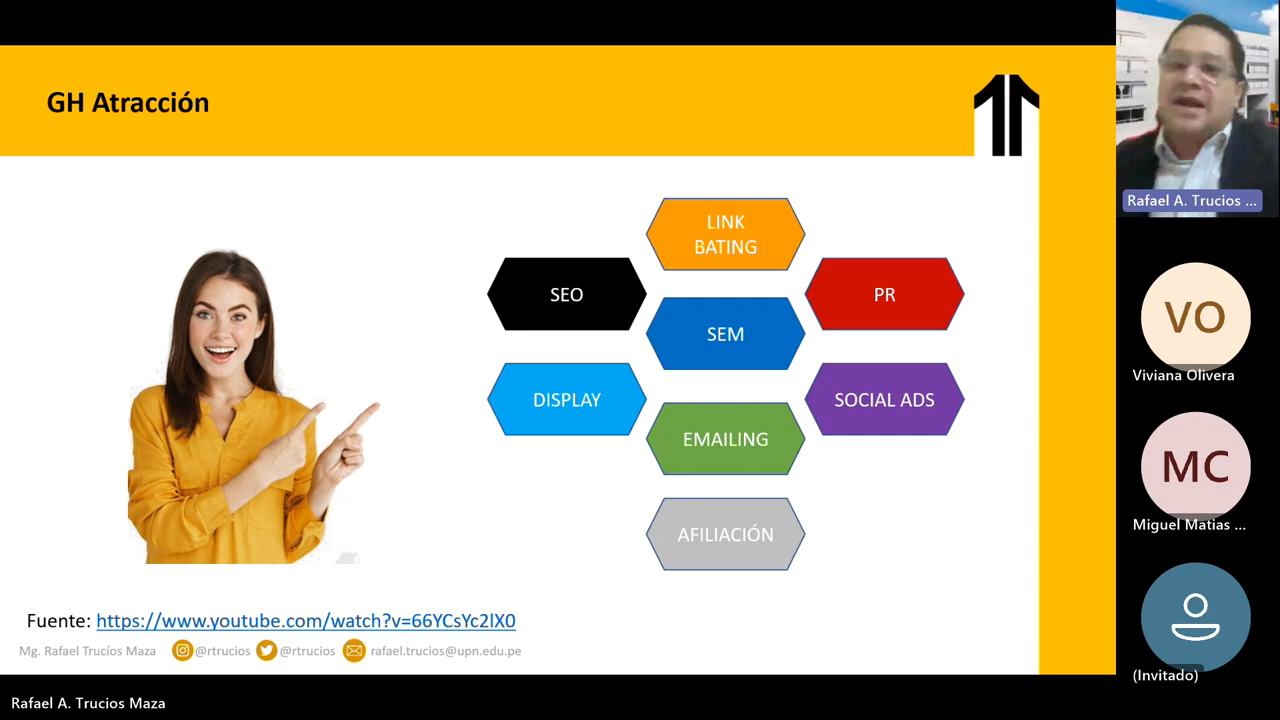 GH Atracción
LINK
BATING
SEO
PR
SEM
DISPLAY
SOCIAL ADS
EMAILING
AFILIACIÓN
Fuente: https://www.youtube.com/watch?v=66YCsYc2lX0
Mg. Rafael Trucíos Maza @rtrucios @rtrucios rafael.trucios@upn.edu.pe
Rafael A. Trucios Maza
Rafael A. Trucios ...
VO
Viviana Olivera
MC
Miguel Matias ...
(Invitado)